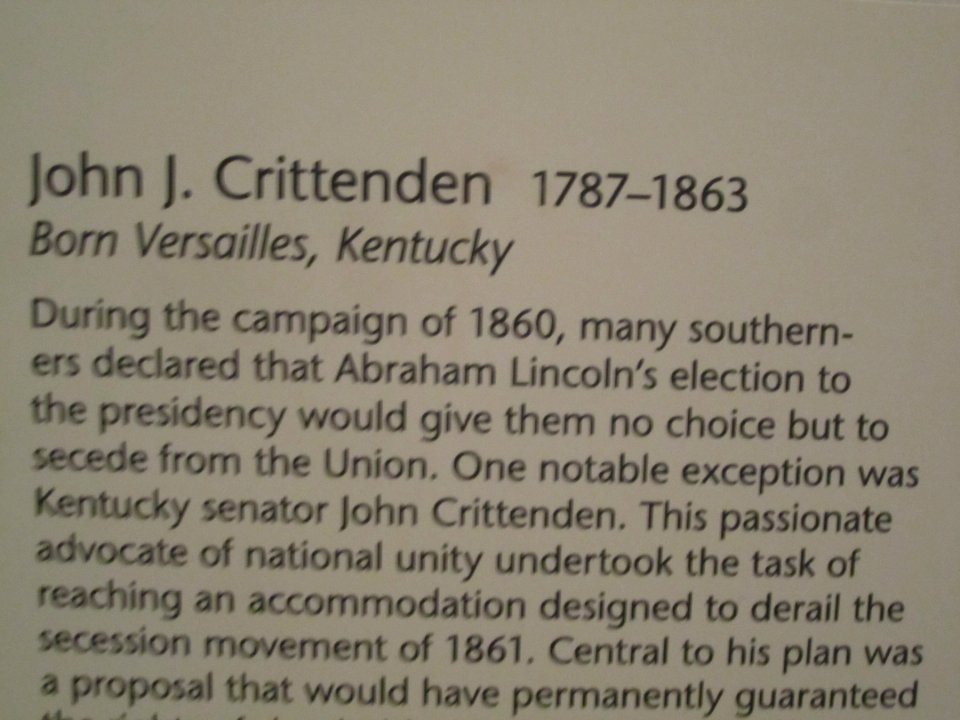 John J. Crittenden 1787–1863
Born Versailles, Kentucky
During the campaign of 1860, many southern-
ers declared that Abraham Lincoln's election to
the presidency would give them no choice but to
secede from the Union. One notable exception was
Kentucky senator John Crittenden. This passionate
advocate of national unity undertook the task of
reaching an accommodation designed to derail the
secession movement of 1861. Central to his plan was
a proposal that would have permanently guaranteed